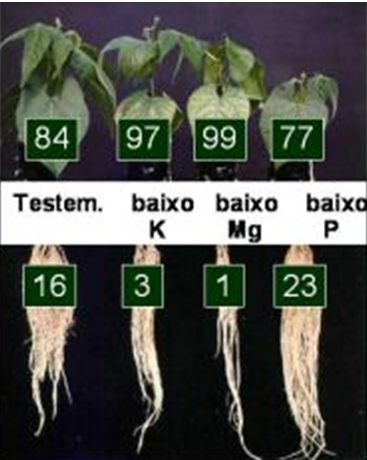 84 97 99 77
Testem. baixo baixo baixo
K Mg P
16 3 1 23